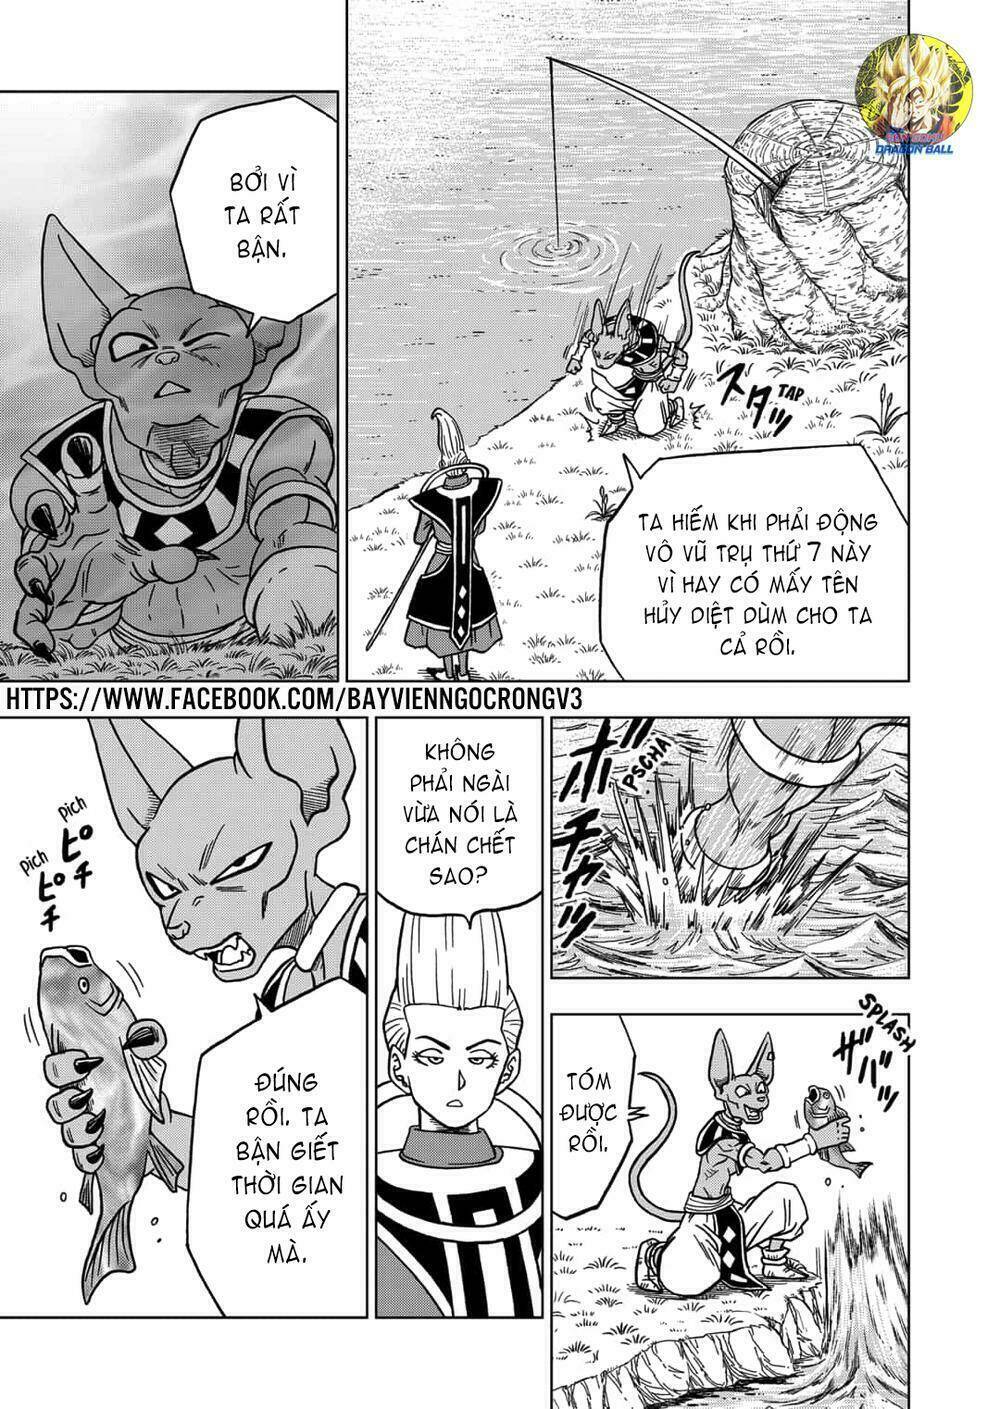 DRAGON BALL
スタッ
TAP
TA HIẾM KHI PHẢI ĐỘNG
VÔ VŨ TRỤ THỨ 7 NÀY
VÌ HAY CÓ MẤY TÊN
HỦY DIỆT DÙM CHO TA
CẢ RỒI.
BỞI VÌ
TA RẤT
BẬN.
HTTPS://WWW.FACEBOOK.COM/BAYVIENNGOCRONGV3
ボチャッ
PSCHA
SPLASH
ザバッ
TÓM
ĐƯỢC
RỒI.
KHÔNG
PHẢI NGÀI
VỪA NÓI LÀ
CHÁN CHẾT
SAO?
Pich
ピチ
Pich
ピチ
ĐÚNG
RỒI. TA
BẬN GIẾT
THỜI GIAN
QUÁ ẤY
MÀ.